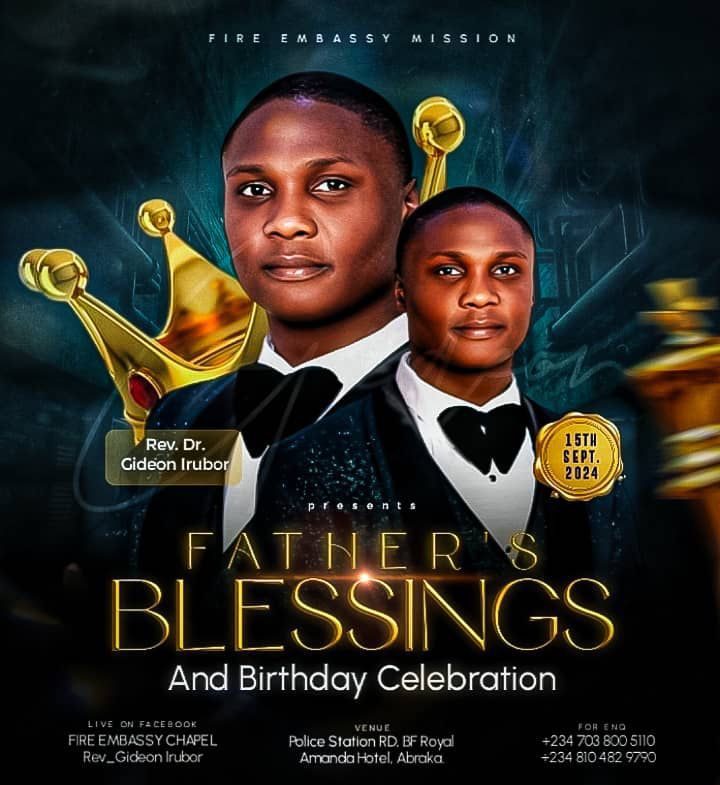 FIRE EMBASSY MISSION
Rev. Dr.
Gideon Irubor
15TH
SEPT.
2024
presents
FATHER'S
BLESSINGS
And Birthday Celebration
LIVE ON FACEBOOK
FIRE EMBASSY CHAPEL
Rev_Gideon Irubor
VENUE
Police Station RD, BF Royal
Amanda Hotel, Abraka.
FOR ENQ
+234 703 800 5110
+234 810 482 9790